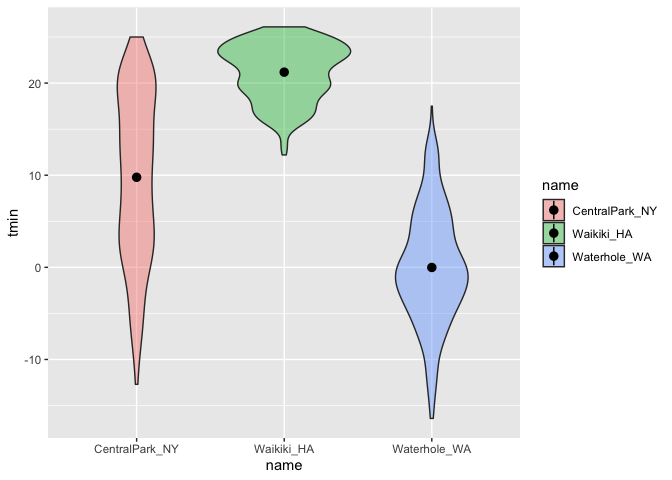 tmin
20
10
0
-10
CentralPark_NY
Waikiki_HA
Waterhole_WA
name
name
CentralPark_NY
Waikiki_HA
Waterhole_WA